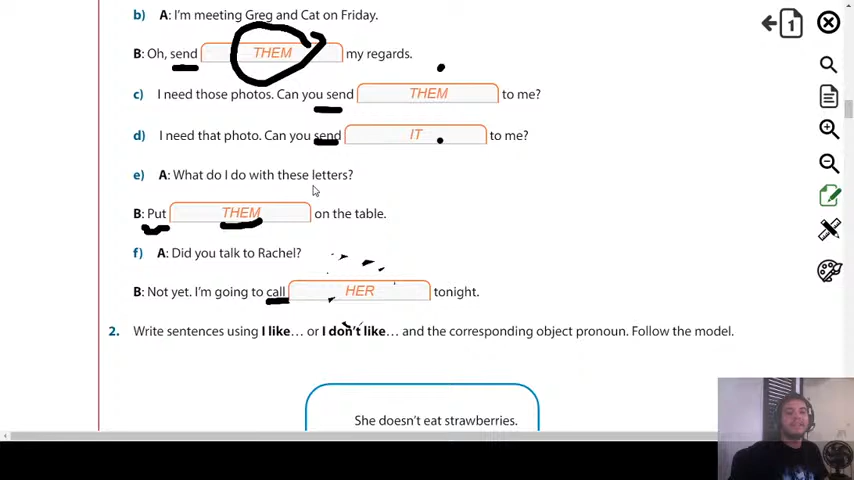 b) A: I'm meeting Greg and Cat on Friday.
B: Oh, send THEM my regards.
c) I need those photos. Can you send THEM to me?
d) I need that photo. Can you send IT to me?
e) A: What do I do with these letters?
B: Put THEM on the table.
f) A: Did you talk to Rachel?
B: Not yet. I'm going to call HER tonight.
2. Write sentences using I like… or I don't like… and the corresponding object pronoun. Follow the model.
She doesn't eat strawberries.
1